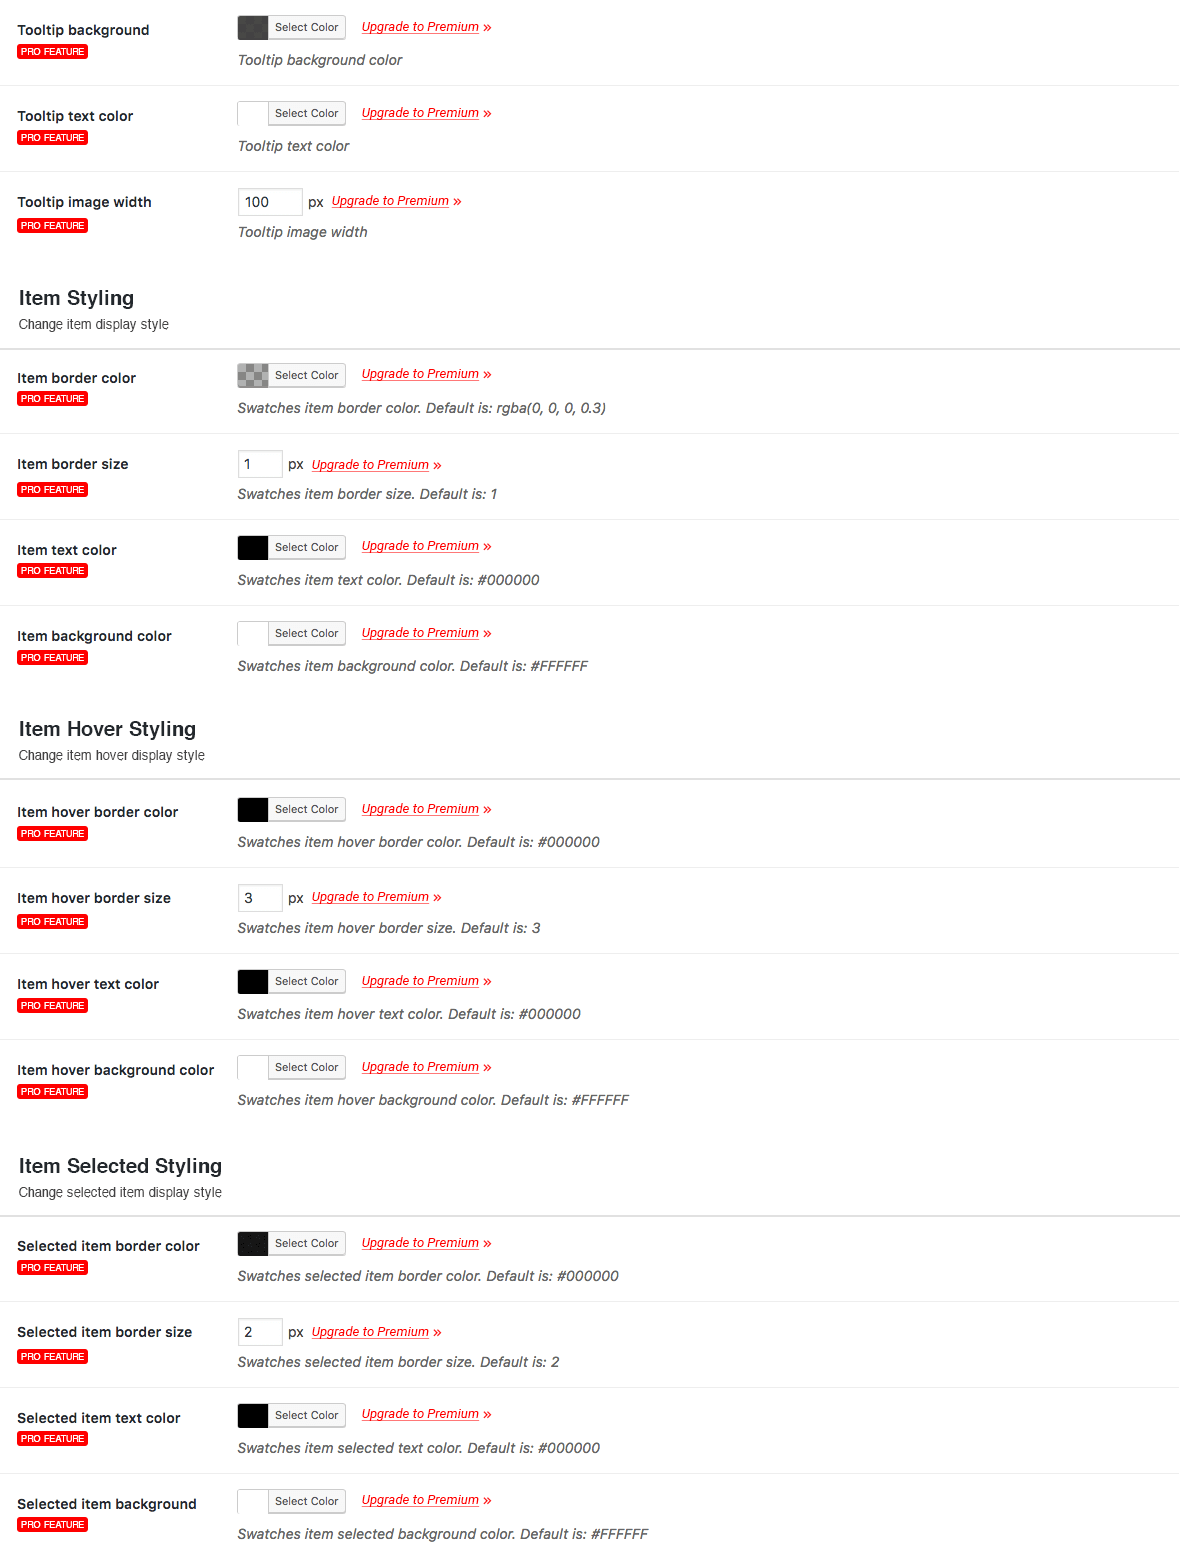 Tooltip background
Select Color
Upgrade to Premium »
PRO FEATURE
Tooltip background color
Tooltip text color
Select Color
Upgrade to Premium »
PRO FEATURE
Tooltip text color
Tooltip image width
100 px Upgrade to Premium »
PRO FEATURE
Tooltip image width
Item Styling
Change item display style
Item border color
Select Color
Upgrade to Premium »
PRO FEATURE
Swatches item border color. Default is: rgba(0, 0, 0, 0.3)
Item border size
1 px Upgrade to Premium »
PRO FEATURE
Swatches item border size. Default is: 1
Item text color
Select Color
Upgrade to Premium »
PRO FEATURE
Swatches item text color. Default is: #000000
Item background color
Select Color
Upgrade to Premium »
PRO FEATURE
Swatches item background color. Default is: #FFFFFF
Item Hover Styling
Change item hover display style
Item hover border color
Select Color
Upgrade to Premium »
PRO FEATURE
Swatches item hover border color. Default is: #000000
Item hover border size
3 px Upgrade to Premium »
PRO FEATURE
Swatches item hover border size. Default is: 3
Item hover text color
Select Color
Upgrade to Premium »
PRO FEATURE
Swatches item hover text color. Default is: #000000
Item hover background color
Select Color
Upgrade to Premium »
PRO FEATURE
Swatches item hover background color. Default is: #FFFFFF
Item Selected Styling
Change selected item display style
Selected item border color
Select Color
Upgrade to Premium »
PRO FEATURE
Swatches selected item border color. Default is: #000000
Selected item border size
2 px Upgrade to Premium »
PRO FEATURE
Swatches selected item border size. Default is: 2
Selected item text color
Select Color
Upgrade to Premium »
PRO FEATURE
Swatches item selected text color. Default is: #000000
Selected item background
Select Color
Upgrade to Premium »
PRO FEATURE
Swatches item selected background color. Default is: #FFFFFF